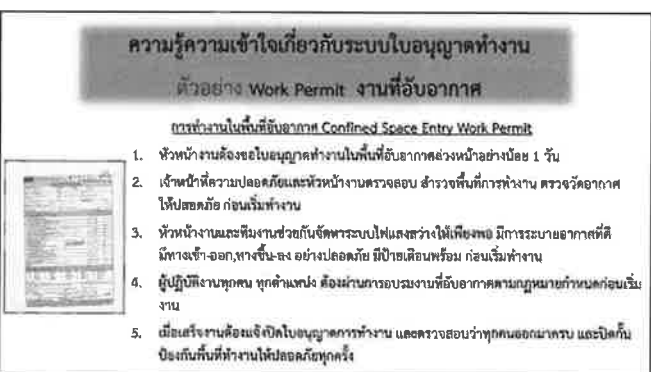 ความรู้ความเข้าใจเกี่ยวกับระบบใบอนุญาตทำงาน
ตัวอย่าง Work Permit งานที่อับอากาศ
การทำงานในพื้นที่อับอากาศ Confined Space Entry Work Permit
1. หัวหน้างานต้องขอใบอนุญาตทำงานในพื้นที่อับอากาศล่วงหน้าอย่างน้อย 1 วัน
2. เจ้าหน้าที่ความปลอดภัยและหัวหน้างานตรวจสอบ สำรวจพื้นที่การทำงาน ตรวจวัดอากาศ
ให้ปลอดภัย ก่อนเริ่มทำงาน
3. หัวหน้างานและทีมงานช่วยกันจัดหาระบบไฟแสงสว่างให้เพียงพอ มีการระบายอากาศที่ดี
มีทางเข้า-ออก,ทางขึ้น-ลง อย่างปลอดภัย มีป้ายเตือนพร้อม ก่อนเริ่มทำงาน
4. ผู้ปฏิบัติงานทุกคน ทุกตำแหน่ง ต้องผ่านการอบรมงานที่อับอากาศตามกฎหมายกำหนดก่อนเริ่ม
งาน
5. เมื่อเสร็จงานต้องแจ้งปิดใบอนุญาตการทำงาน และตรวจสอบว่าทุกคนออกมาครบ และปิดกั้น
ป้องกันพื้นที่ทำงานให้ปลอดภัยทุกครั้ง